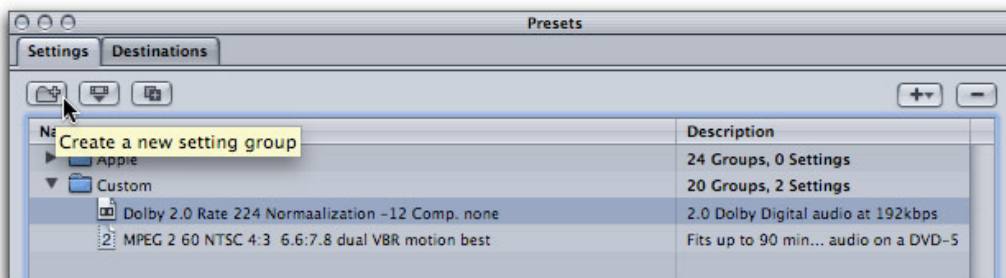 Presets
Settings Destinations
Na Description
Create a new setting group
Apple 24 Groups, 0 Settings
Custom 20 Groups, 2 Settings
Dolby 2.0 Rate 224 Normaalization -12 Comp. none 2.0 Dolby Digital audio at 192kbps
2 MPEG 2 60 NTSC 4:3 6.6:7.8 dual VBR motion best Fits up to 90 min... audio on a DVD-5